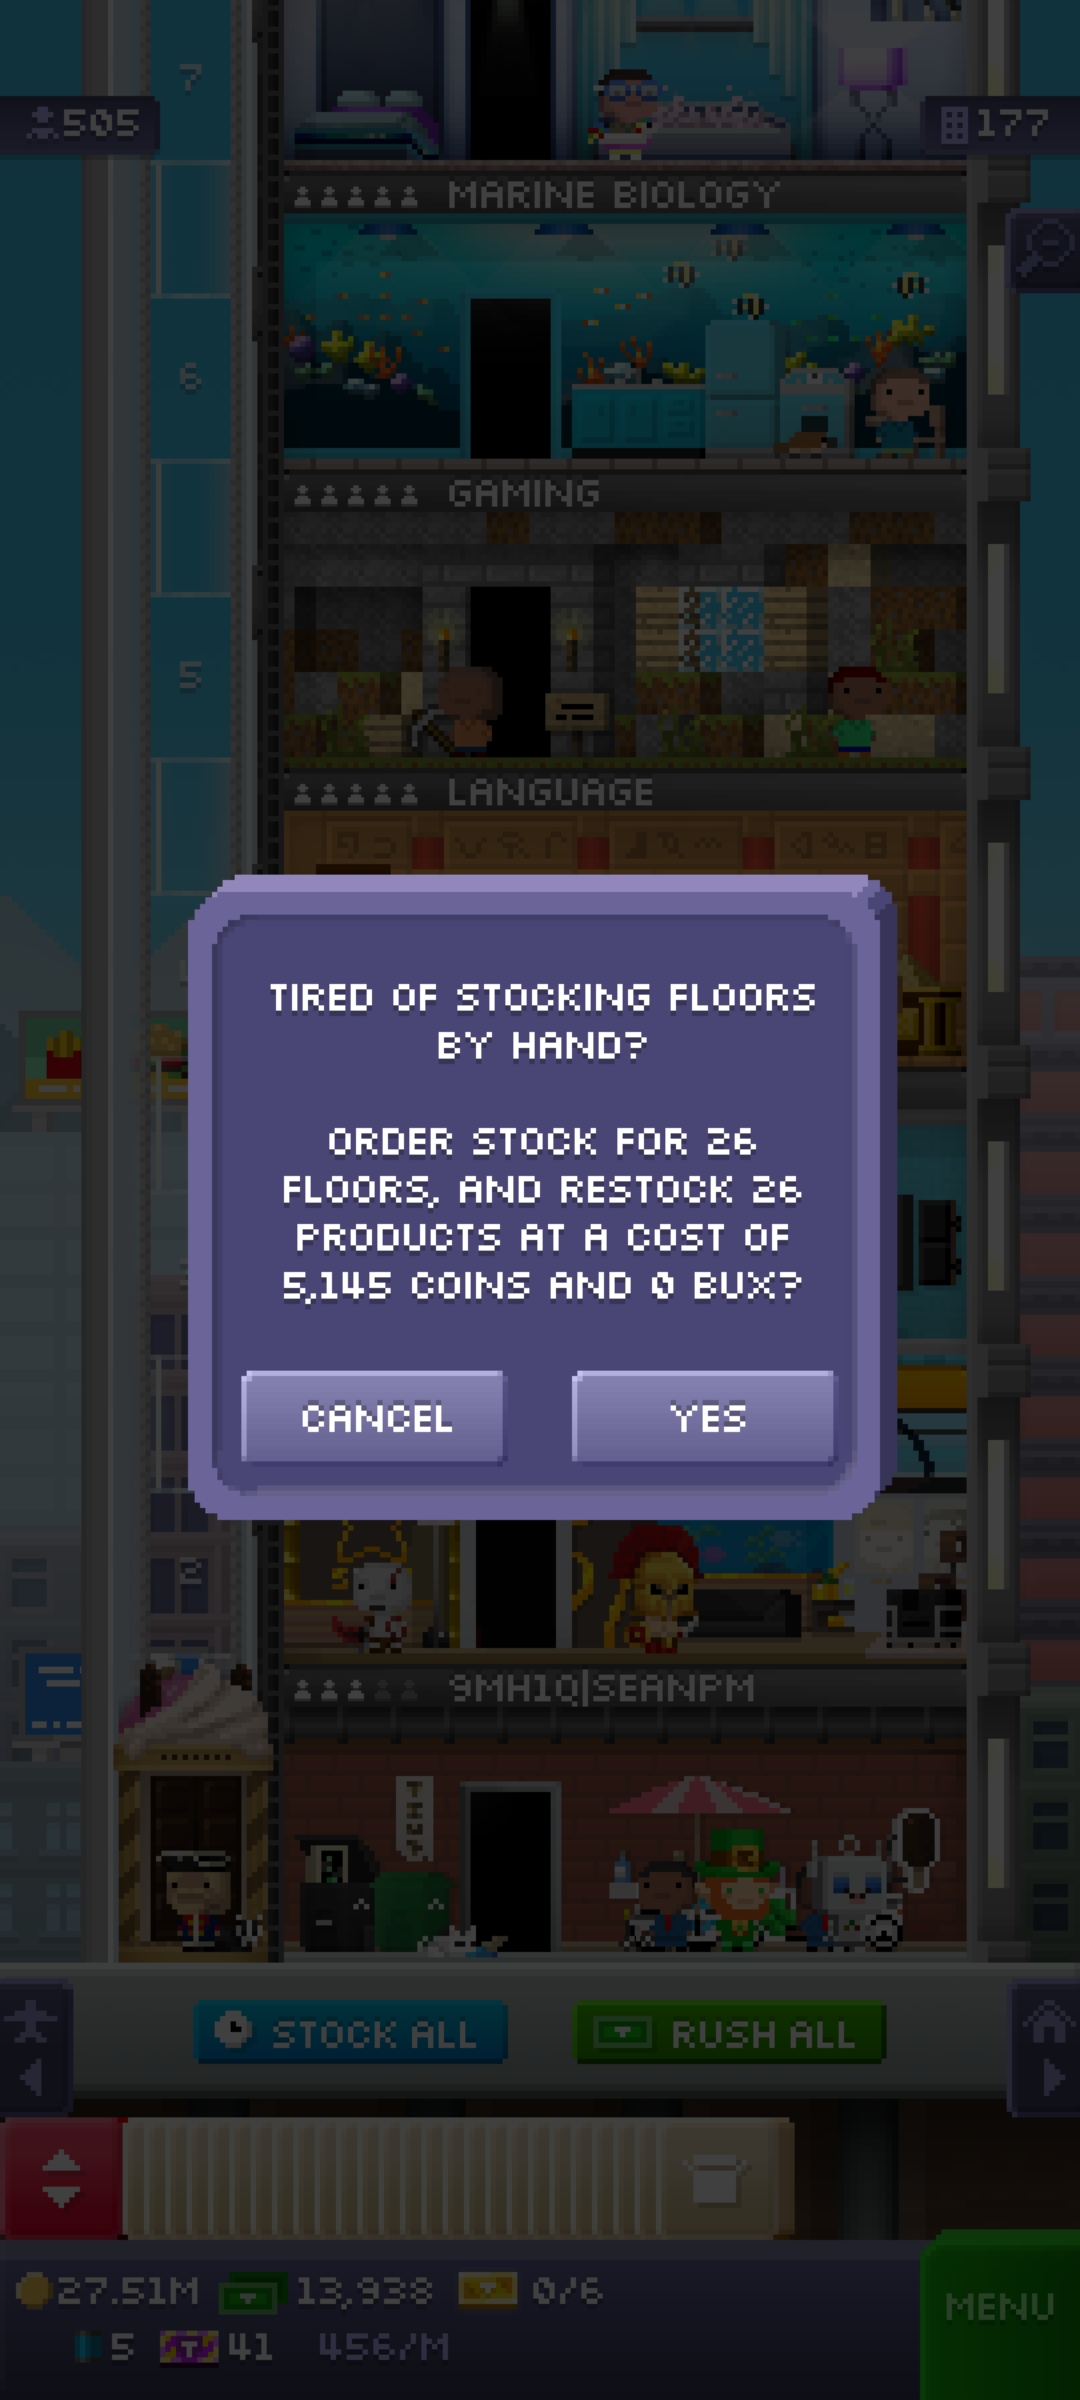 7
505
177
MARINE BIOLOGY
6
GAMING
5
LANGUAGE
TIRED OF STOCKING FLOORS
BY HAND?
ORDER STOCK FOR 26
FLOORS, AND RESTOCK 26
PRODUCTS AT A COST OF
5,145 COINS AND 0 BUX?
CANCEL
YES
2
9MH1Q|SEANPM
STOCK ALL
RUSH ALL
27.51M
13,938
0/6
MENU
5
41
456/M